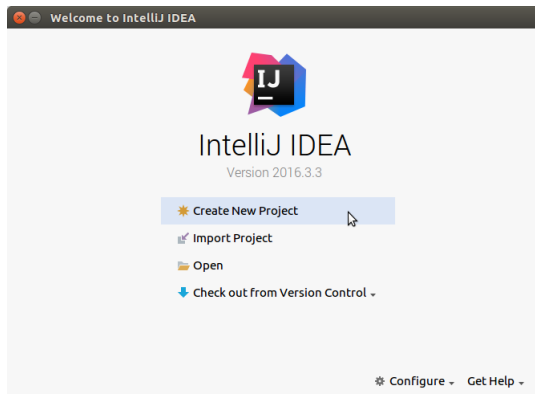 Welcome to IntelliJ IDEA
IJ
IntelliJ IDEA
Version 2016.3.3
Create New Project
Import Project
Open
Check out from Version Control
Configure Get Help